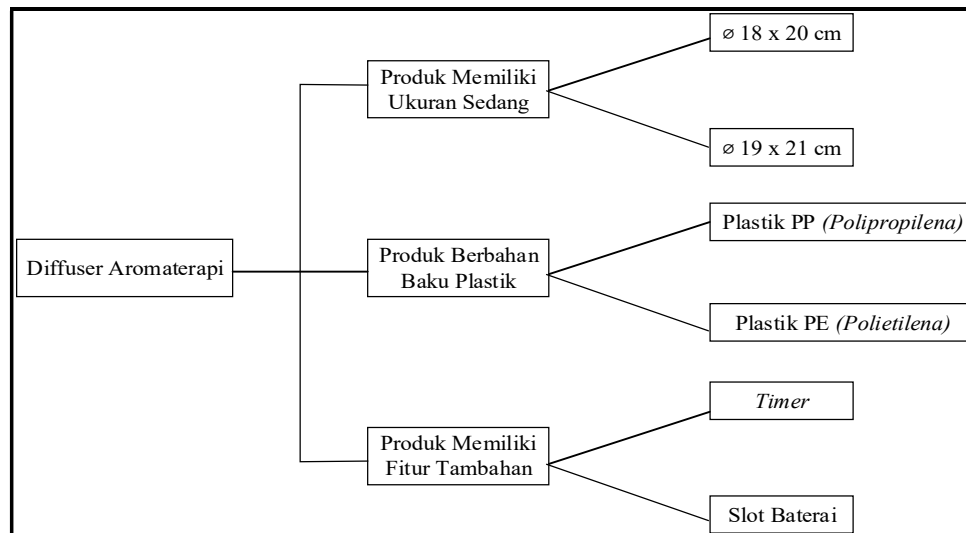 Diffuser Aromaterapi
Produk Memiliki
Ukuran Sedang
⌀ 18 x 20 cm
⌀ 19 x 21 cm
Produk Berbahan
Baku Plastik
Plastik PP (Polipropilena)
Plastik PE (Polietilena)
Produk Memiliki
Fitur Tambahan
Timer
Slot Baterai